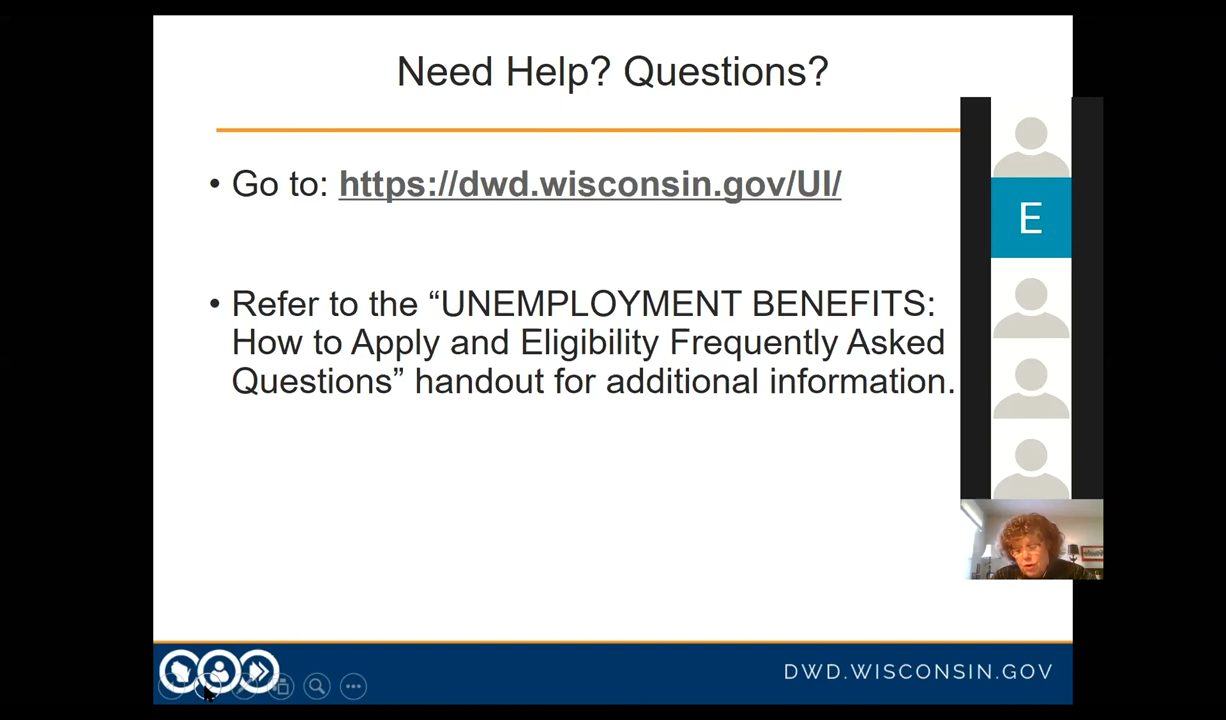 Need Help? Questions?
• Go to: https://dwd.wisconsin.gov/UI/
• Refer to the “UNEMPLOYMENT BENEFITS:
How to Apply and Eligibility Frequently Asked
Questions” handout for additional information.
E
DWD.WISCONSIN.GOV